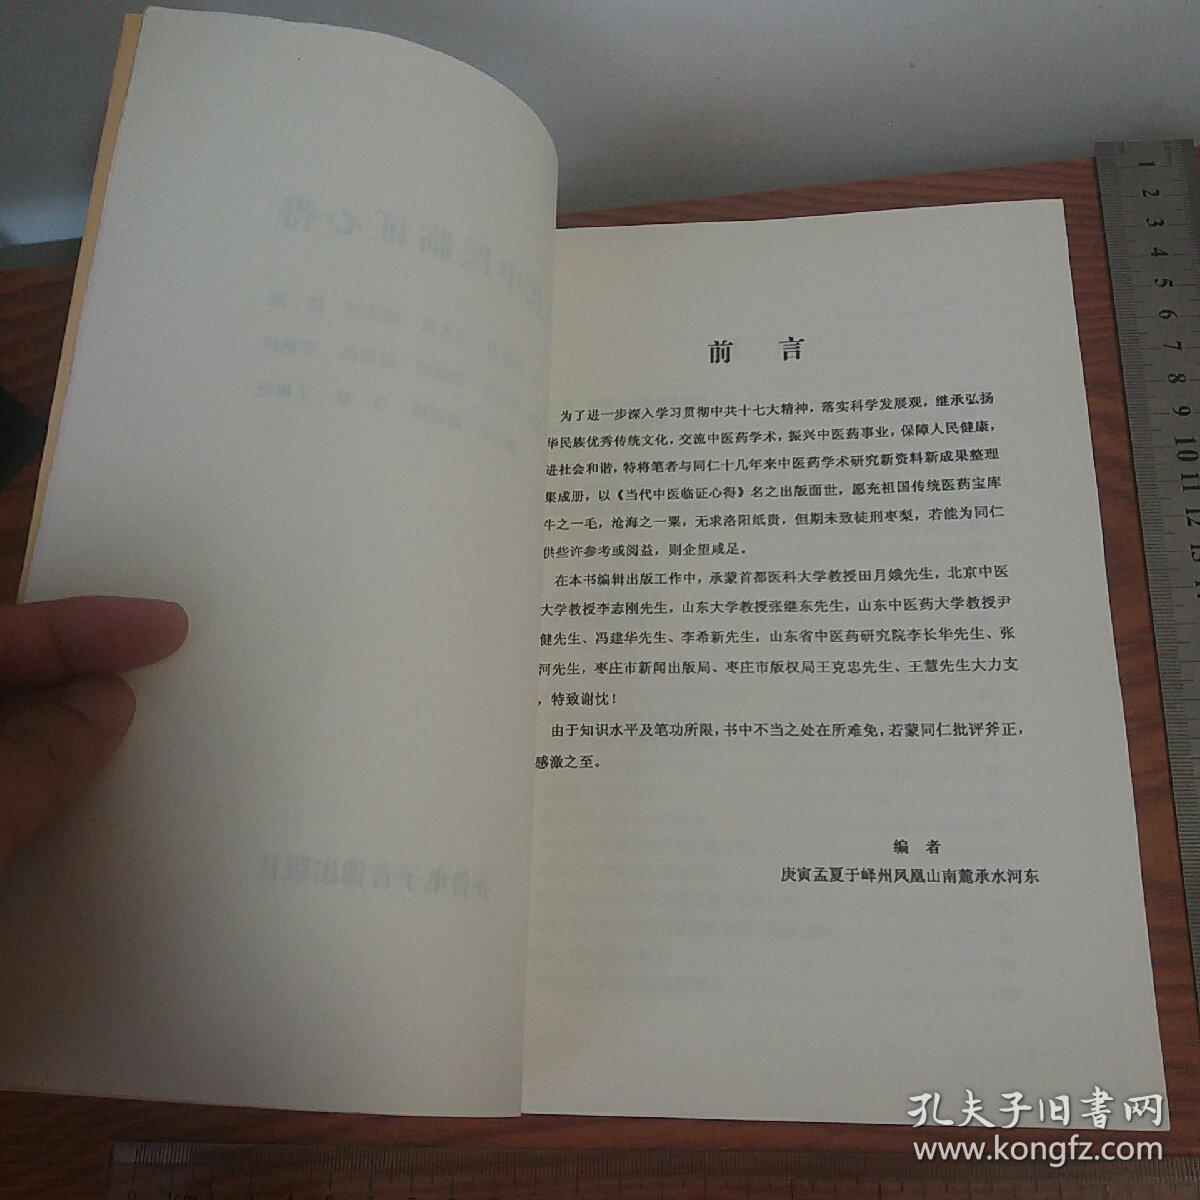 前 言
为了进一步深入学习贯彻中共十七大精神，落实科学发展观，继承弘扬
华民族优秀传统文化，交流中医药学术，振兴中医药事业，保障人民健康，
进社会和谐，特将笔者与同仁十几年来中医药学术研究新资料新成果整理
集成册，以《当代中医临证心得》名之出版面世，愿充祖国传统医药宝库
牛之一毛，沧海之一粟，无求洛阳纸贵，但期未致徒刑枣梨，若能为同仁
供些许参考或阅益，则企望咸足。
在本书编辑出版工作中，承蒙首都医科大学教授田月娥先生，北京中医
大学教授李志刚先生，山东大学教授张继东先生，山东中医药大学教授尹
健先生、冯建华先生、李希新先生，山东省中医药研究院李长华先生、张
河先生，枣庄市新闻出版局、枣庄市版权局王克忠先生、王慧先生大力支
，特致谢忱！
由于知识水平及笔功所限，书中不当之处在所难免，若蒙同仁批评斧正，
感激之至。
编 者
庚寅孟夏于峄州凤凰山南麓承水河东
孔夫子旧书网
www.kongfz.com